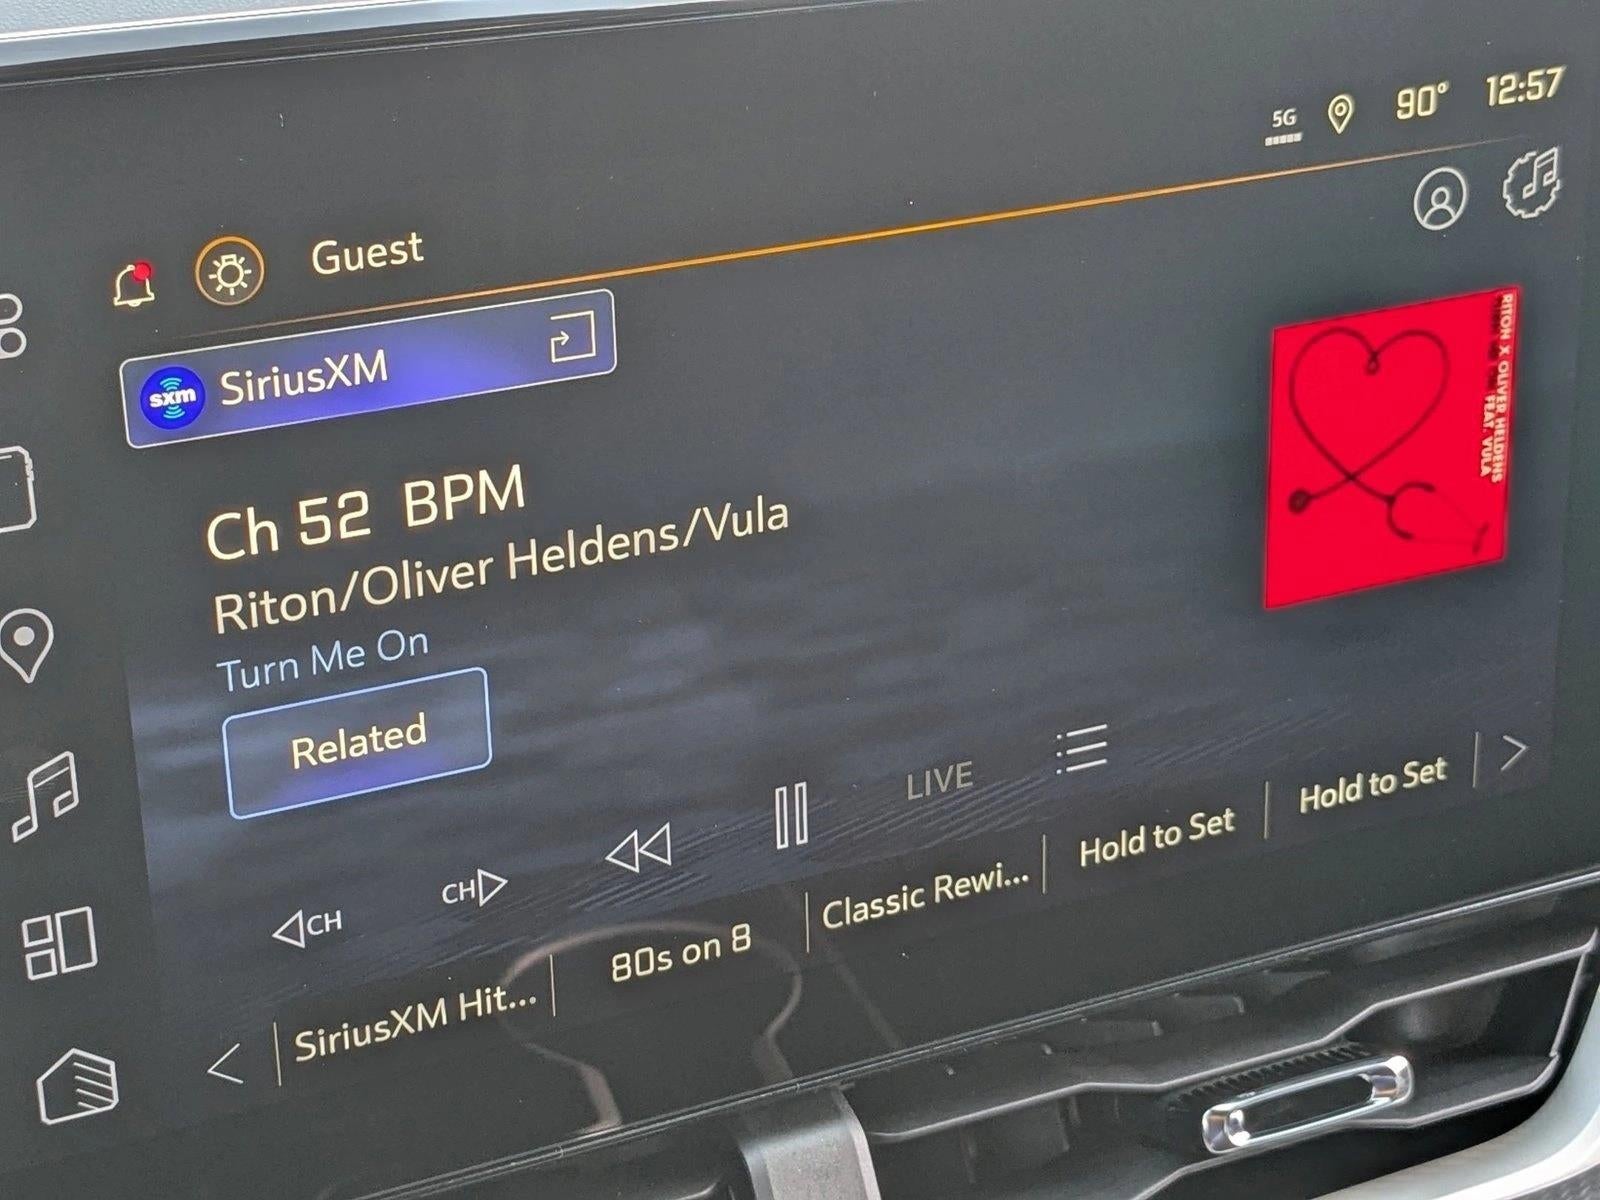 5G
90°
12:57
Guest
sxm SiriusXM
Ch 52 BPM
Riton/Oliver Heldens/Vula
Turn Me On
Related
RITON X OLIVER HELDENS
FEAT. VULA
CH
CH
LIVE
SiriusXM Hit...
80s on 8
Classic Rewi...
Hold to Set
Hold to Set